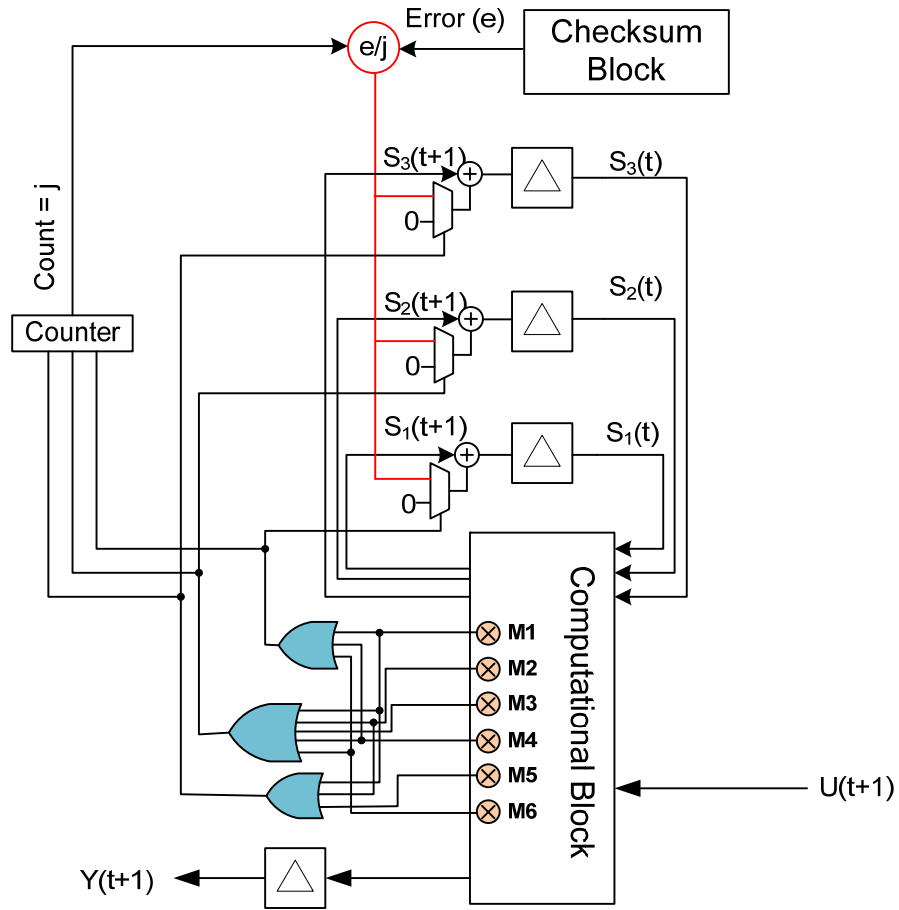 Error (e)
Checksum
Block
e/j
S₃(t+1)
+
S₃(t)
0
Count = j
S₂(t+1)
+
S₂(t)
0
Counter
S₁(t+1)
+
S₁(t)
0
Computational Block
M1
M2
M3
M4
M5
M6
U(t+1)
Y(t+1)